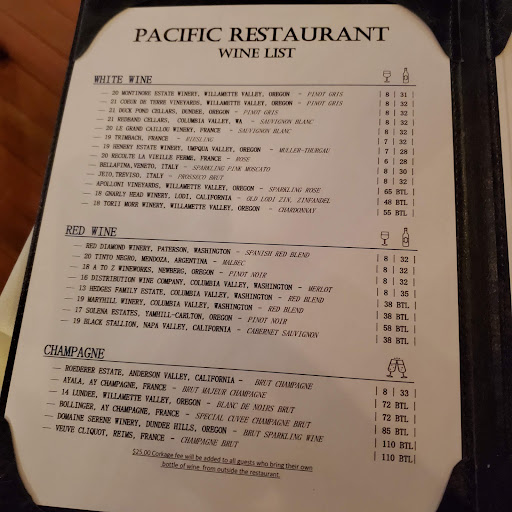 PACIFIC RESTAURANT
WINE LIST
WHITE WINE
— 20 MONTINORE ESTATE WINERY, WILLAMETTE VALLEY, OREGON - PINOT GRIS | 8 | 31 |
— 21 COEUR DE TERRE VINEYARDS, WILLAMETTE VALLEY, OREGON - PINOT GRIS | 8 | 32
— 21 DUCK POND CELLARS, DUNDEE, OREGON - PINOT GRIS | 8 | 32
— 21 REDBAND CELLARS, COLUMBIA VALLEY, WA - SAUVIGNON BLANC | 8 | 32
— 20 LE GRAND CAILLOU WINERY, FRANCE - SAUVIGNON BLANC | 8 | 32
— 19 TRIMBACH, FRANCE - RIESLING | 7 | 32
— 19 HENERY ESTATE WINERY, UMPQUA VALLEY, OREGON - MULLER-THURGAU | 7 | 28
— 20 RECOLTE LA VIEILLE FERME, FRANCE - ROSE | 6 | 28
— BELLAFINA, VENETO, ITALY - SPARKLING PINK MOSCATO | 8 | 30
— JEIO, TREVISO, ITALY - PROSECCO BRUT | 8 | 32
— APOLLONI VINEYARDS, WILLAMETTE VALLEY, OREGON - SPARKLING ROSE | 65 BTL
— 18 GNARLY HEAD WINERY, LODI, CALIFORNIA - OLD LODI ZIN, ZINFANDEL | 48 BTL
— 18 TORII MORE WINERY, WILLAMETTE VALLEY, OREGON - CHARDONNAY | 55 BTL
RED WINE
— RED DIAMOND WINERY, PATERSON, WASHINGTON - SPANISH RED BLEND | 8 | 32
— 20 TINTO NEGRO, MENDOZA, ARGENTINA - MALBEC | 8 | 32
— 18 A TO Z WINEWORKS, NEWBERG, OREGON - PINOT NOIR | 8 | 32
— 16 DISTRIBUTION WINE COMPANY, COLUMBIA VALLEY, WASHINGTON - MERLOT | 8 | 32
— 13 HEDGES FAMILY ESTATE, COLUMBIA VALLEY, WASHINGTON - RED BLEND | 8 | 35
— 19 MARYHILL WINERY, COLUMBIA VALLEY, WASHINGTON - RED BLEND | 38 BTL
— 17 SOLENA ESTATES, YAMHILL-CARLTON, OREGON - PINOT NOIR | 58 BTL
— 19 BLACK STALLION, NAPA VALLEY, CALIFORNIA - CABERNET SAUVIGNON | 38 BTL
CHAMPAGNE
— ROEDERER ESTATE, ANDERSON VALLEY, CALIFORNIA - BRUT CHAMPAGNE | 8 | 33
— AYALA, AY CHAMPAGNE, FRANCE - BRUT MAJEUR CHAMPAGNE | 72 BTL
— 14 LUNDEE, WILLAMETTE VALLEY, OREGON - BLANC DE NOIRS BRUT | 72 BTL
— BOLLINGER, AY CHAMPAGNE, FRANCE - SPECIAL CUVEE CHAMPAGNE BRUT | 85 BTL
— DOMAINE SERENE WINERY, DUNDEE HILLS, OREGON - BRUT SPARKLING WINE | 110 BTL
— VEUVE CLIQUOT, REIMS, FRANCE - CHAMPAGNE BRUT | 110 BTL
$25.00 Corkage fee will be added to all guests who bring their own
bottle of wine from outside the restaurant.